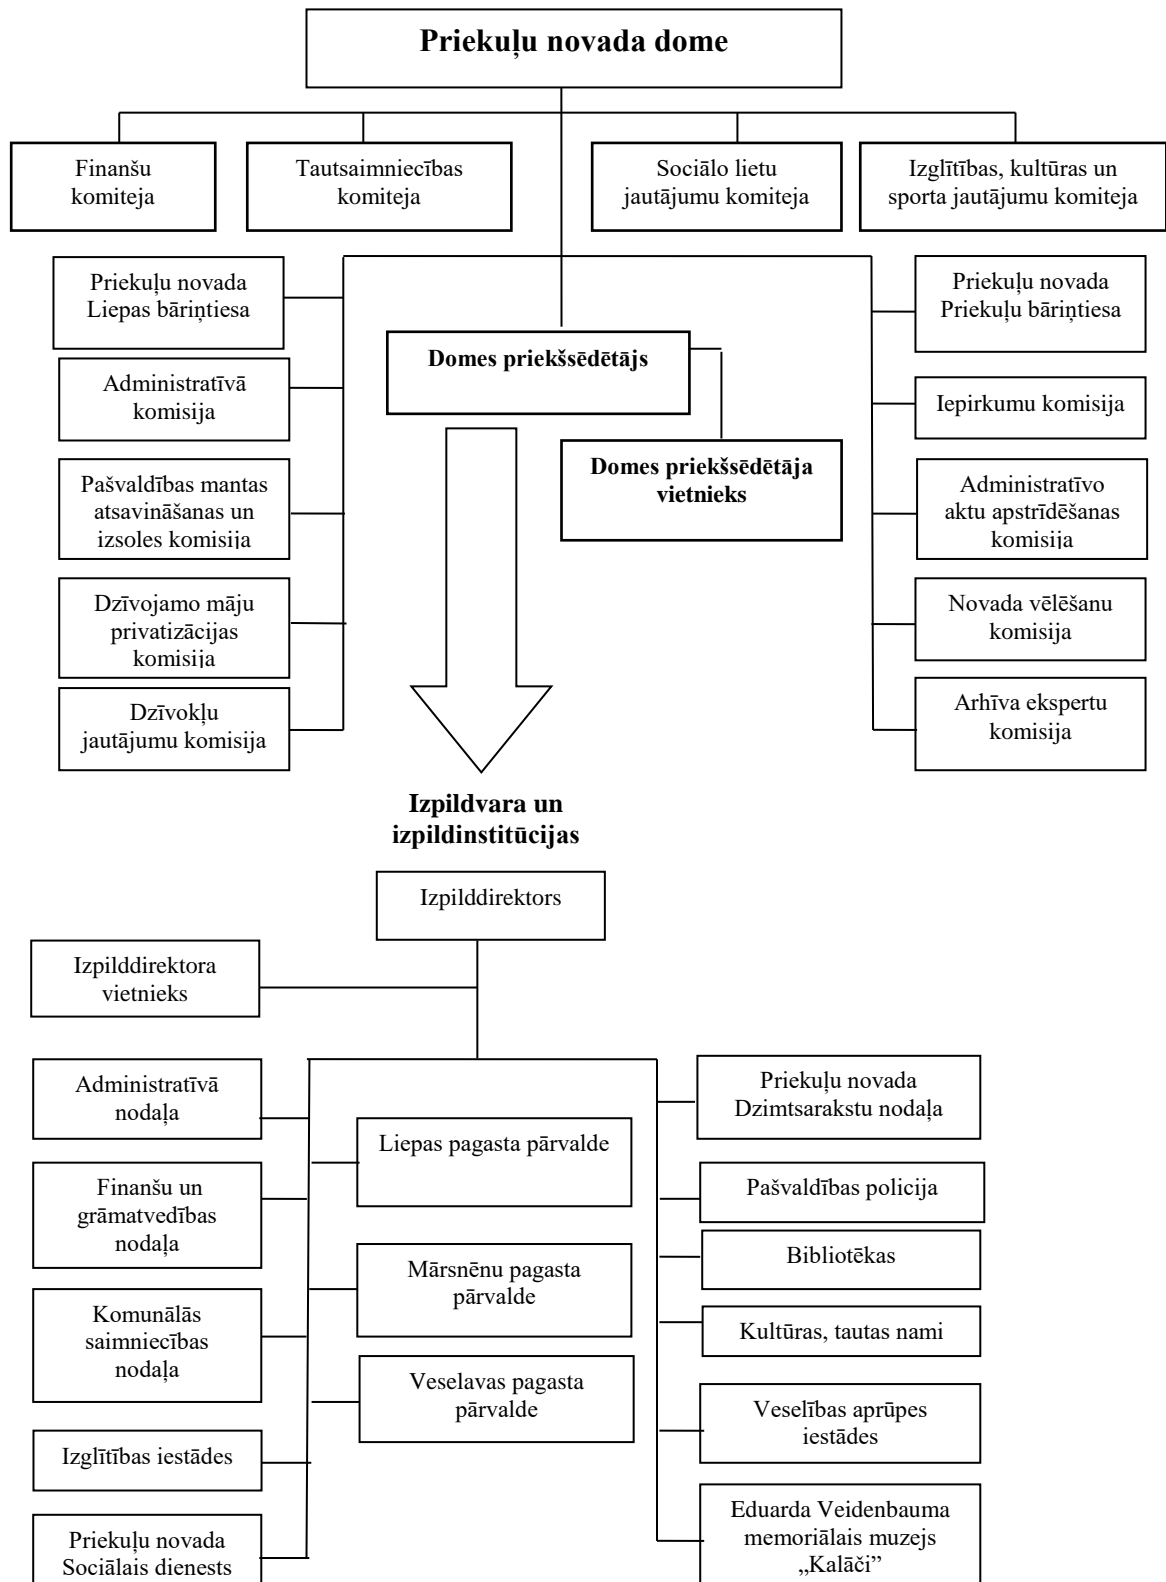 Priekuļu novada dome
Finanšu
komiteja
Tautsaimniecības
komiteja
Sociālo lietu
jautājumu komiteja
Izglītības, kultūras un
sporta jautājumu komiteja
Priekuļu novada
Liepas bāriņtiesa
Priekuļu novada
Priekuļu bāriņtiesa
Domes priekšsēdētājs
Administratīvā
komisija
Iepirkumu komisija
Domes priekšsēdētāja
vietnieks
Pašvaldības mantas
atsavināšanas un
izsoles komisija
Administratīvo
aktu apstrīdēšanas
komisija
Dzīvojamo māju
privatizācijas
komisija
Novada vēlēšanu
komisija
Dzīvokļu
jautājumu komisija
Arhīva ekspertu
komisija
Izpildvara un
izpildinstitūcijas
Izpilddirektors
Izpilddirektora
vietnieks
Administratīvā
nodaļa
Priekuļu novada
Dzimtsarakstu nodaļa
Liepas pagasta pārvalde
Finanšu un
grāmatvedības
nodaļa
Pašvaldības policija
Mārsnēnu pagasta
pārvalde
Bibliotēkas
Komunālās
saimniecības
nodaļa
Kultūras, tautas nami
Veselavas pagasta
pārvalde
Veselības aprūpes
iestādes
Izglītības iestādes
Priekuļu novada
Sociālais dienests
Eduarda Veidenbauma
memoriālais muzejs
„Kalāči”